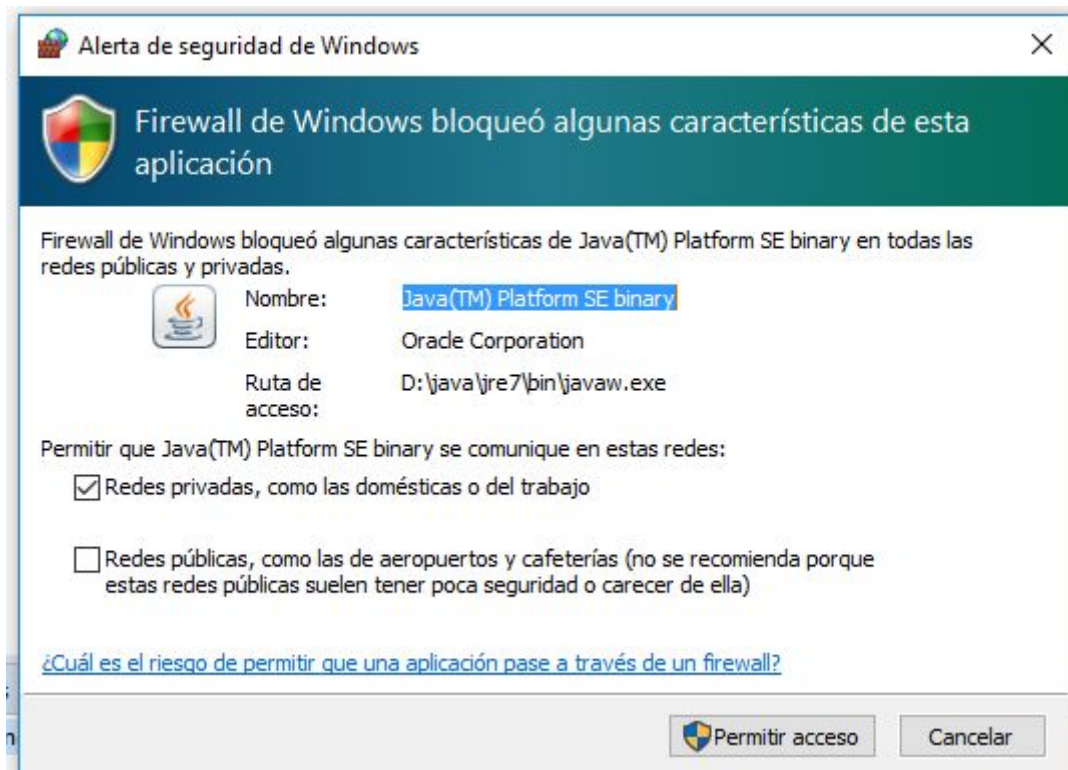 Alerta de seguridad de Windows
Firewall de Windows bloqueó algunas características de esta
aplicación
Firewall de Windows bloqueó algunas características de Java(TM) Platform SE binary en todas las
redes públicas y privadas.
Nombre: Java(TM) Platform SE binary
Editor: Oracle Corporation
Ruta de D:\java\jre7\bin\javaw.exe
acceso:
Permitir que Java(TM) Platform SE binary se comunique en estas redes:
Redes privadas, como las domésticas o del trabajo
Redes públicas, como las de aeropuertos y cafeterías (no se recomienda porque
estas redes públicas suelen tener poca seguridad o carecer de ella)
¿Cuál es el riesgo de permitir que una aplicación pase a través de un firewall?
Permitir acceso Cancelar